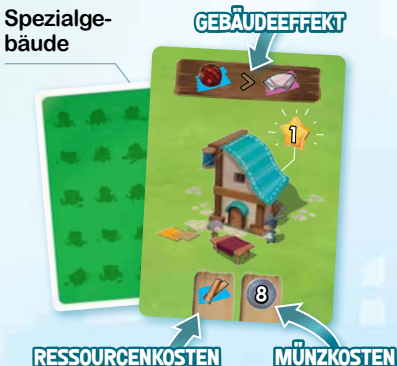 Spezialge-
bäude
GEBÄUDEEFFEKT
>
1
8
RESSOURCENKOSTEN
MÜNZKOSTEN